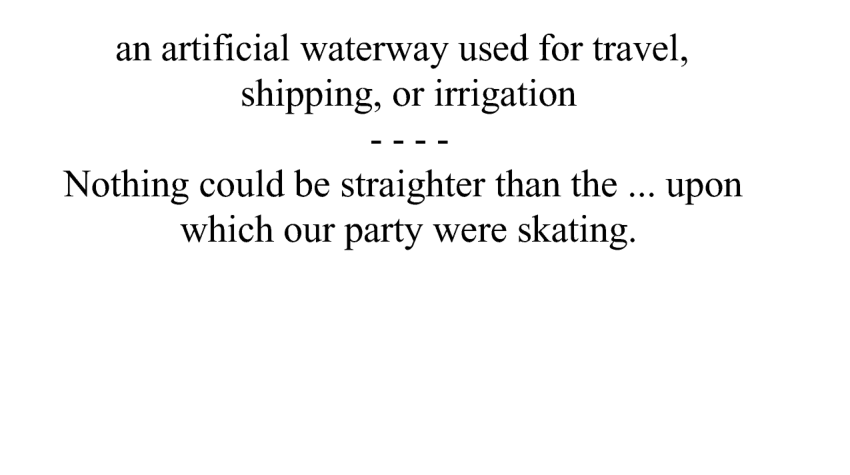 an artificial waterway used for travel,
shipping, or irrigation
- - - -
Nothing could be straighter than the ... upon
which our party were skating.